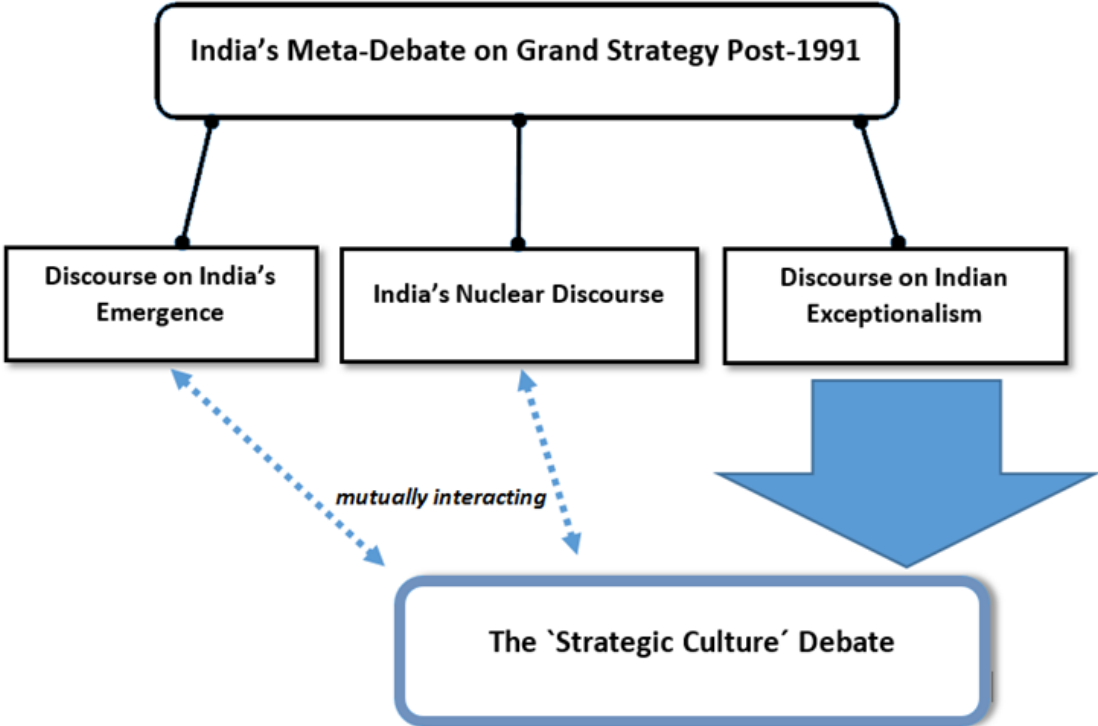 India’s Meta-Debate on Grand Strategy Post-1991
Discourse on India’s
Emergence
India’s Nuclear Discourse
Discourse on Indian
Exceptionalism
mutually interacting
The `Strategic Culture´ Debate